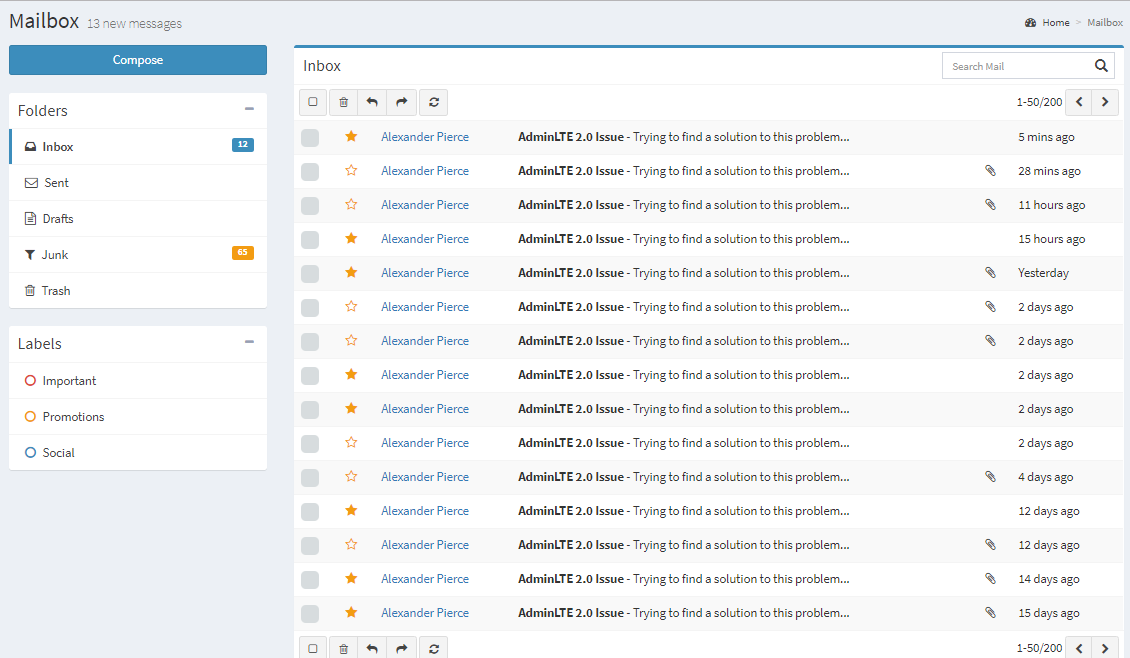 Mailbox 13 new messages
Home > Mailbox
Compose
Folders
Inbox 12
Sent
Drafts
Junk 65
Trash
Labels
Important
Promotions
Social
Inbox
Search Mail
1-50/200
Alexander Pierce AdminLTE 2.0 Issue - Trying to find a solution to this problem... 5 mins ago
Alexander Pierce AdminLTE 2.0 Issue - Trying to find a solution to this problem... 28 mins ago
Alexander Pierce AdminLTE 2.0 Issue - Trying to find a solution to this problem... 11 hours ago
Alexander Pierce AdminLTE 2.0 Issue - Trying to find a solution to this problem... 15 hours ago
Alexander Pierce AdminLTE 2.0 Issue - Trying to find a solution to this problem... Yesterday
Alexander Pierce AdminLTE 2.0 Issue - Trying to find a solution to this problem... 2 days ago
Alexander Pierce AdminLTE 2.0 Issue - Trying to find a solution to this problem... 2 days ago
Alexander Pierce AdminLTE 2.0 Issue - Trying to find a solution to this problem... 2 days ago
Alexander Pierce AdminLTE 2.0 Issue - Trying to find a solution to this problem... 2 days ago
Alexander Pierce AdminLTE 2.0 Issue - Trying to find a solution to this problem... 2 days ago
Alexander Pierce AdminLTE 2.0 Issue - Trying to find a solution to this problem... 4 days ago
Alexander Pierce AdminLTE 2.0 Issue - Trying to find a solution to this problem... 12 days ago
Alexander Pierce AdminLTE 2.0 Issue - Trying to find a solution to this problem... 12 days ago
Alexander Pierce AdminLTE 2.0 Issue - Trying to find a solution to this problem... 14 days ago
Alexander Pierce AdminLTE 2.0 Issue - Trying to find a solution to this problem... 15 days ago
1-50/200